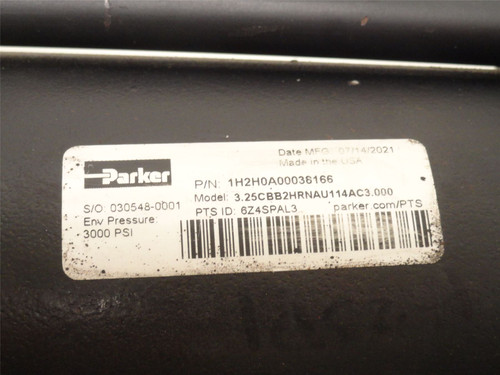 Date MFG: 07/14/2021
Made in the USA
Parker
P/N: 1H2H0A00036166
Model: 3.25CBB2HRNAU114AC3.000
S/O: 030548-0001
PTS ID: 6Z4SPAL3 parker.com/PTS
Env Pressure:
3000 PSI